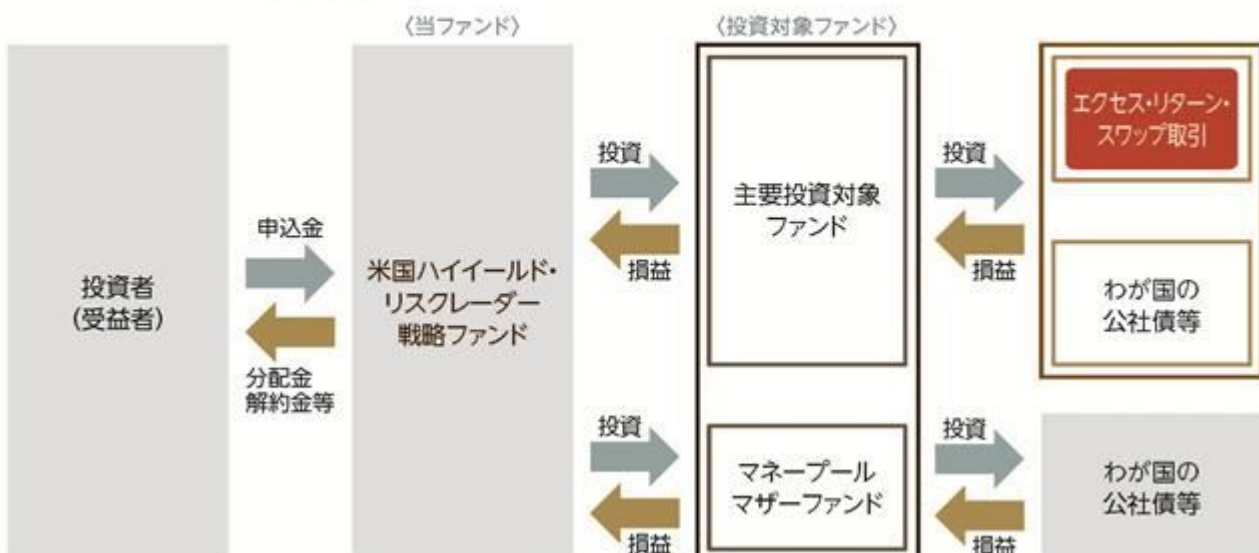 〈当ファンド〉
〈投資対象ファンド〉
投資者
(受益者)
申込金
分配金
解約金等
米国ハイイールド・
リスクレーダー
戦略ファンド
投資
損益
主要投資対象
ファンド
投資
損益
エクセス・リターン・
スワップ取引
わが国の
公社債等
投資
損益
マネープール
マザーファンド
投資
損益
わが国の
公社債等